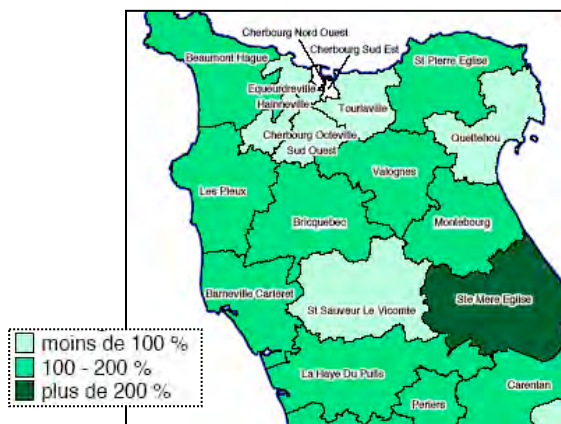 Cherbourg Nord Ouest
Cherbourg Sud Est
Beaumont Hague
St Pierre Eglise
Equeurdreville
Hainneville
Tourlaville
Cherbourg Octeville
Sud Ouest
Quettehou
Valognes
Les Pieux
Bricquebec
Montebourg
Barneville Carteret
St Sauveur Le Vicomte
Ste Mere Eglise
La Haye Du Puits
Carentan
Periers
moins de 100 %
100 - 200 %
plus de 200 %